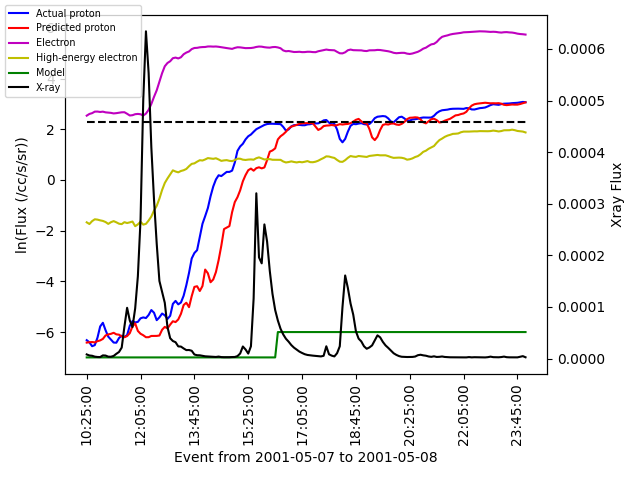 Actual proton
Predicted proton
Electron
High-energy electron
Model
X-ray
4
2
0
−2
−4
−6
ln(Flux (/cc/s/sr))
0.0006
0.0005
0.0004
0.0003
0.0002
0.0001
0.0000
Xray Flux
10:25:00
12:05:00
13:45:00
15:25:00
17:05:00
18:45:00
20:25:00
22:05:00
23:45:00
Event from 2001-05-07 to 2001-05-08